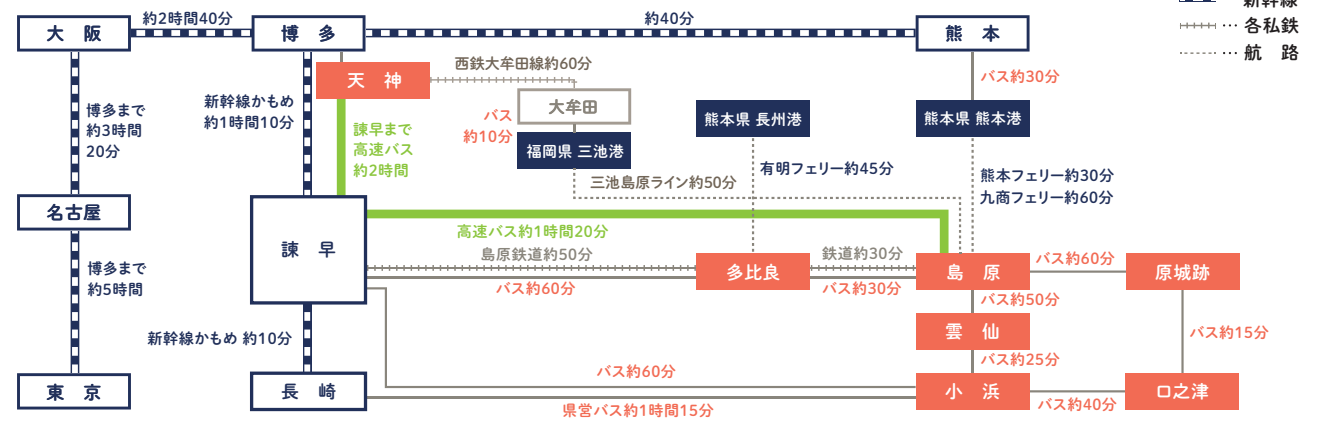 新幹線
… 各私鉄
… 航　路
約2時間40分
約40分
大　阪
博　多
熊　本
西鉄大牟田線約60分
天　神
バス約30分
大牟田
博多まで
約3時間
20分
新幹線かもめ
約1時間10分
バス
約10分
諫早まで
高速バス
約2時間
福岡県 三池港
熊本県 長州港
熊本県 熊本港
有明フェリー約45分
三池島原ライン約50分
熊本フェリー約30分
九商フェリー約60分
名古屋
高速バス約1時間20分
諫　早
島原鉄道約50分
鉄道約30分
バス約60分
多比良
島　原
原城跡
博多まで
約5時間
バス約60分
バス約30分
バス約50分
新幹線かもめ 約10分
雲　仙
バス約15分
バス約25分
バス約60分
東　京
長　崎
小　浜
口之津
バス約40分
県営バス約1時間15分